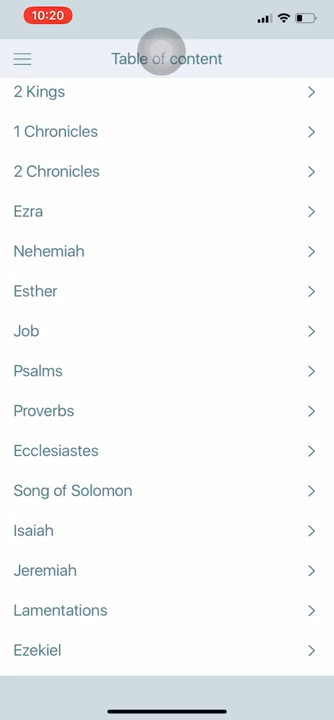 10:20
Table of content
2 Kings
1 Chronicles
2 Chronicles
Ezra
Nehemiah
Esther
Job
Psalms
Proverbs
Ecclesiastes
Song of Solomon
Isaiah
Jeremiah
Lamentations
Ezekiel